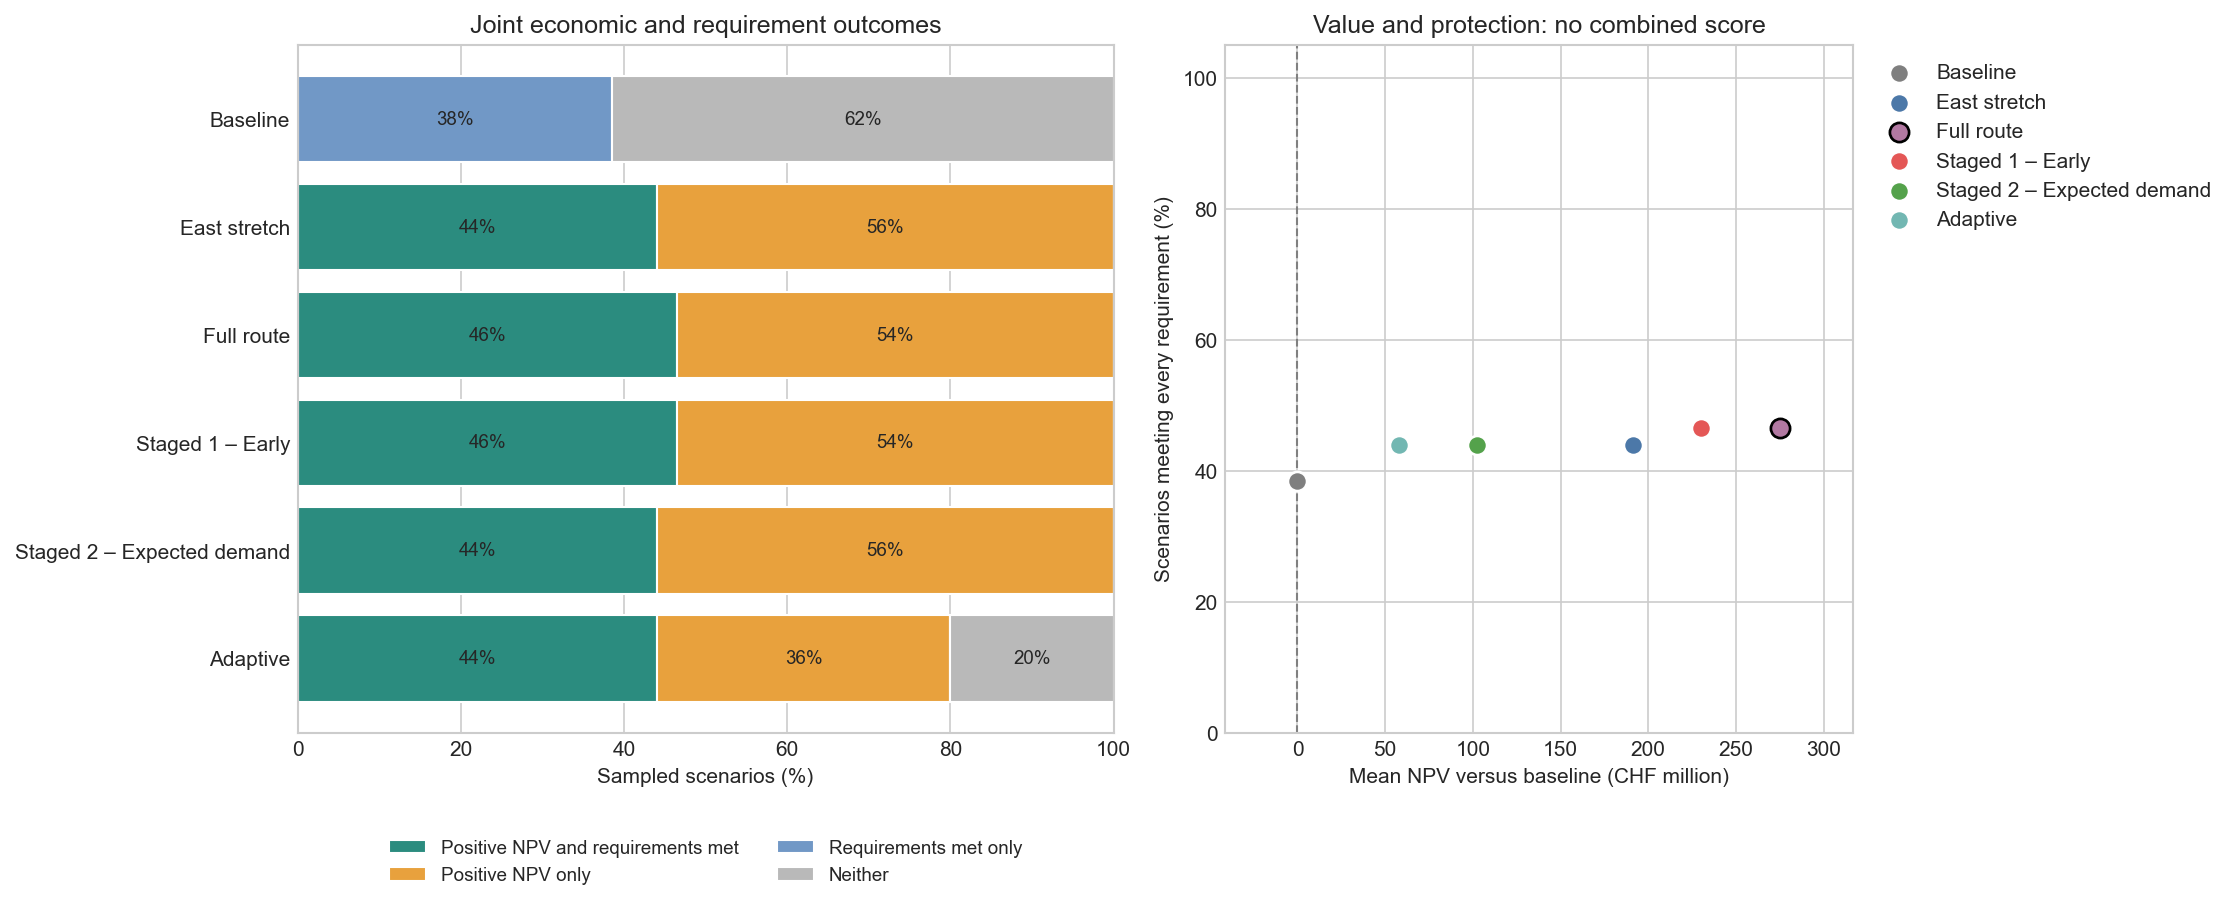 Joint economic and requirement outcomes
Baseline
38%
62%
East stretch
44%
56%
Full route
46%
54%
Staged 1 – Early
46%
54%
Staged 2 – Expected demand
44%
56%
Adaptive
44%
36%
20%
0 20 40 60 80 100
Sampled scenarios (%)
Positive NPV and requirements met
Positive NPV only
Requirements met only
Neither
Value and protection: no combined score
Scenarios meeting every requirement (%)
100
80
60
40
20
0
0 50 100 150 200 250 300
Mean NPV versus baseline (CHF million)
Baseline
East stretch
Full route
Staged 1 – Early
Staged 2 – Expected demand
Adaptive